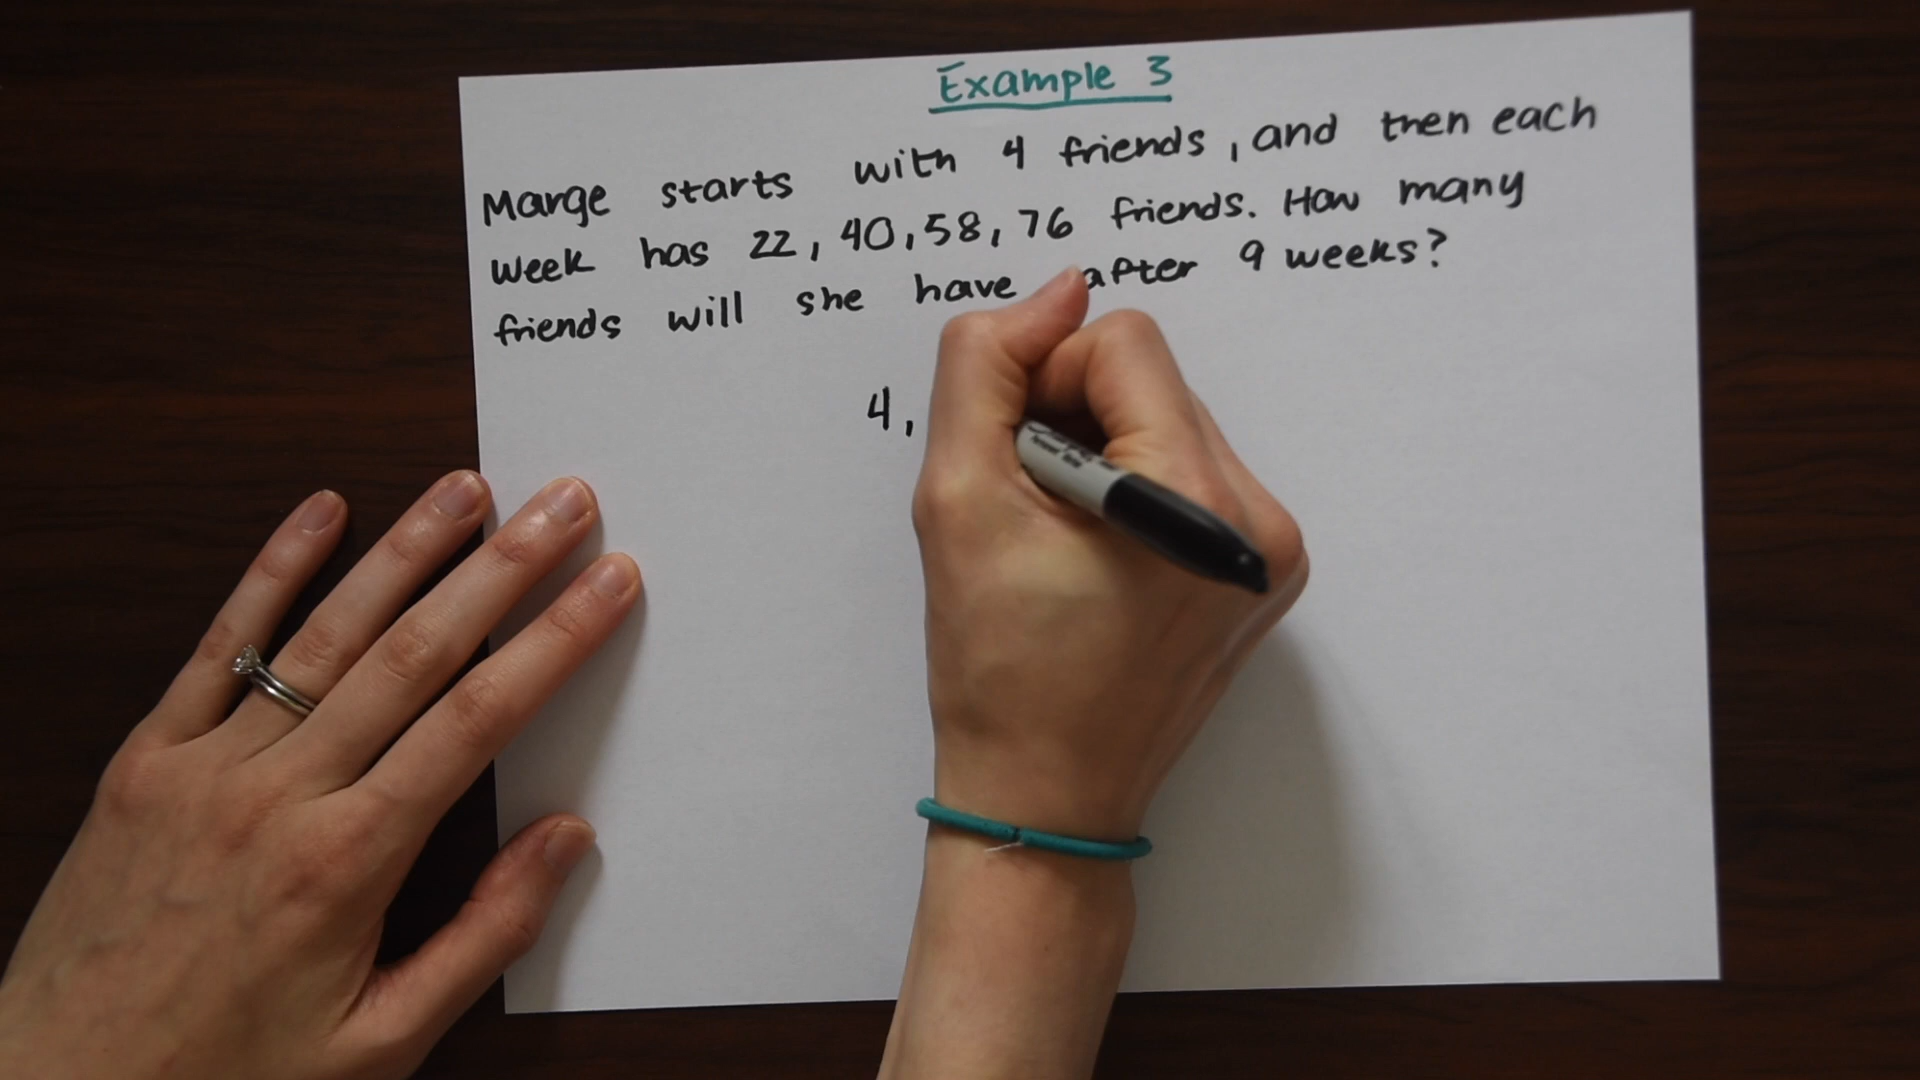 Example 3
Marge starts with 4 friends, and then each
week has 22, 40, 58, 76 friends. How many
friends will she have after 9 weeks?
4,